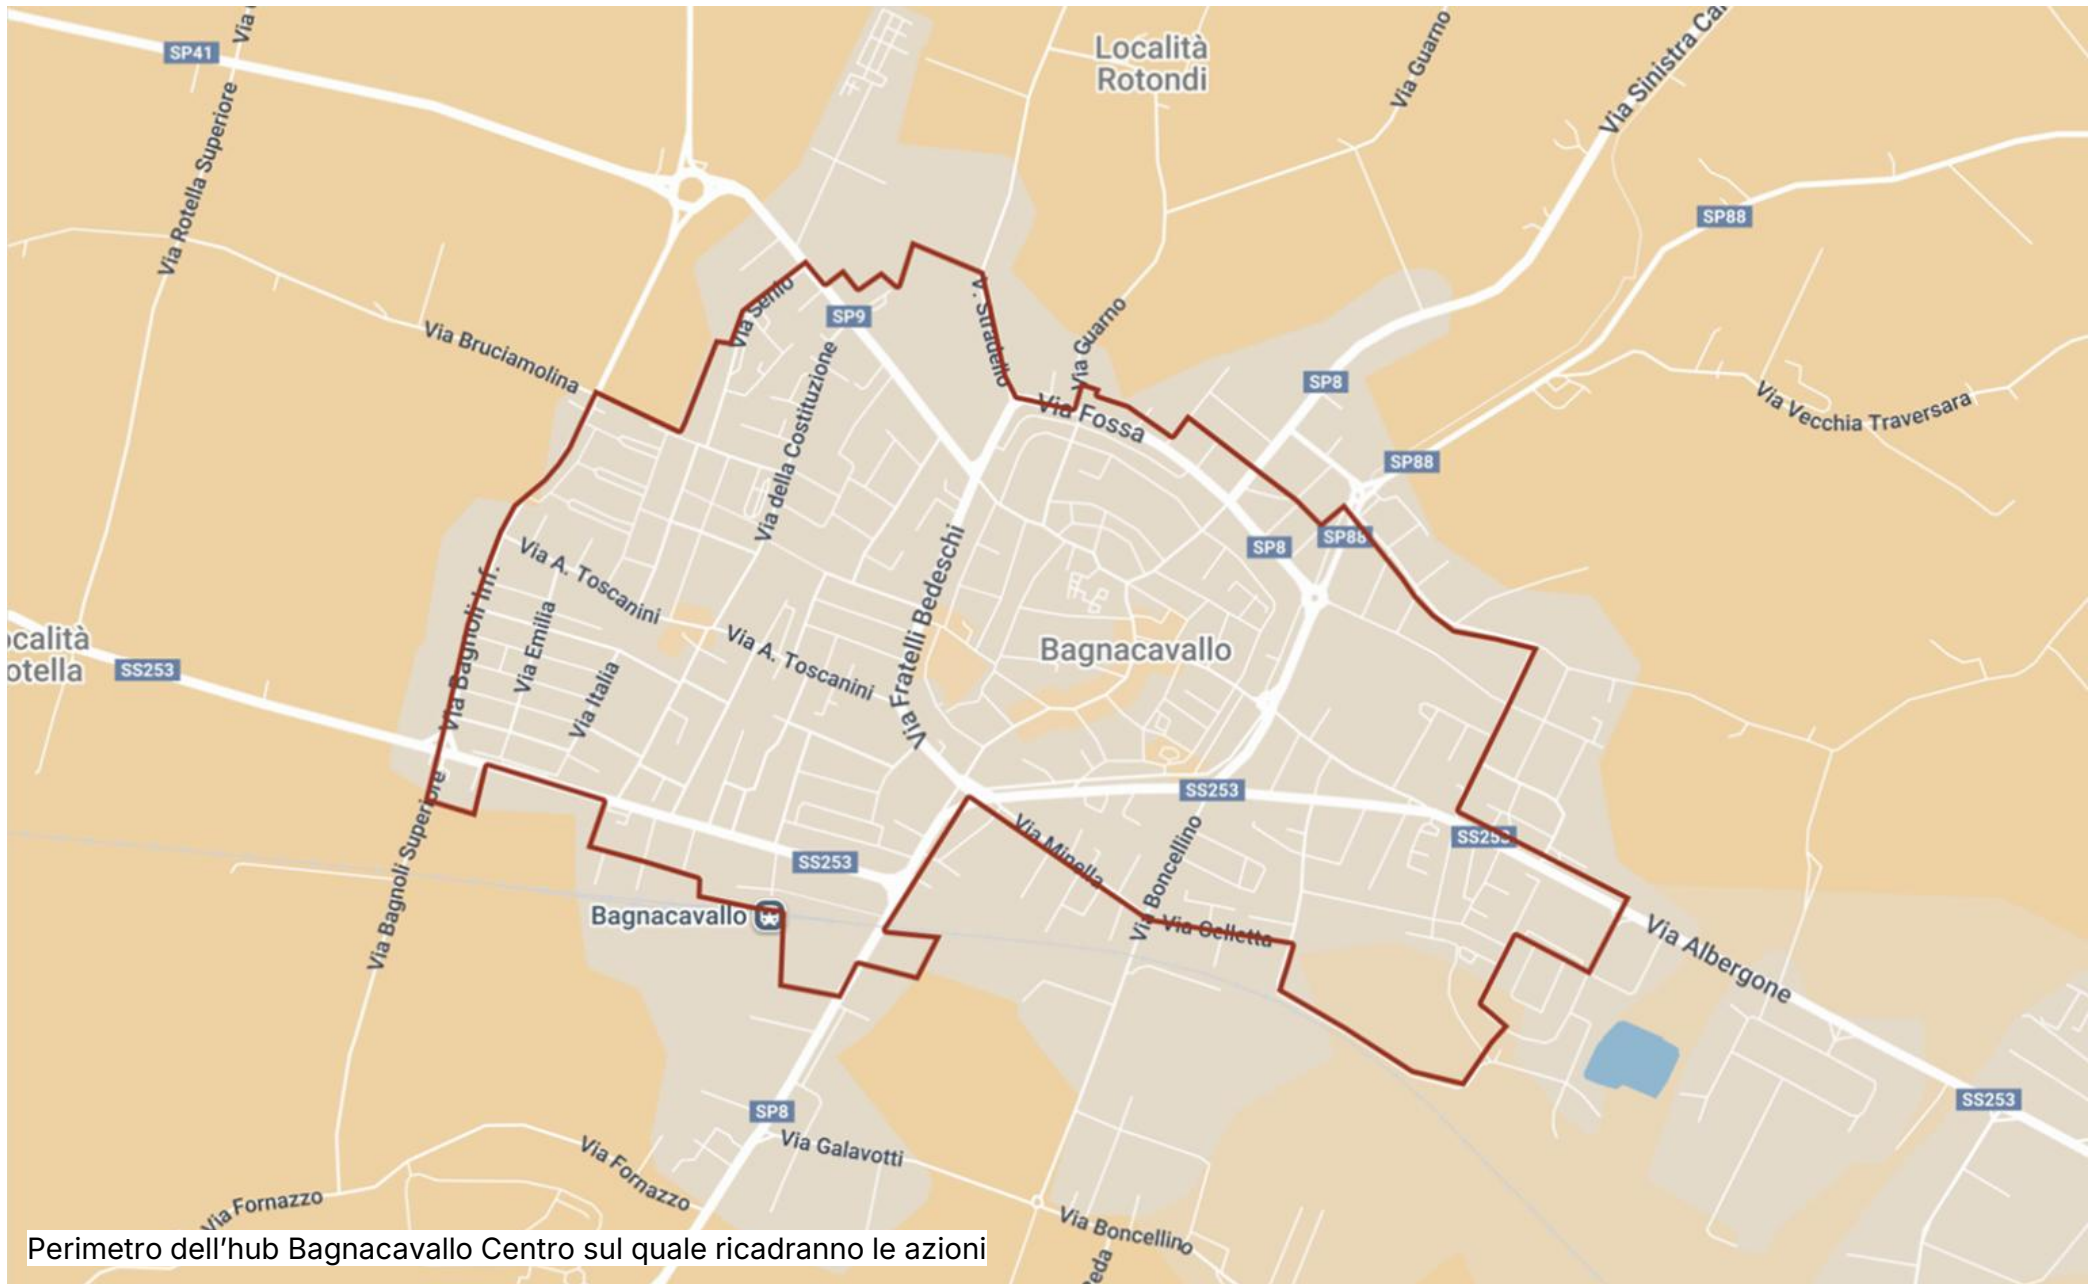 SP41
Via Rotella Superiore
Località
Rotondi
Via Guarno
Via Sinistra Ca
SP88
Via Bruciamolina
Via Senio
SP9
V. Stradello
Via Guarno
SP8
Via Fossa
Via Vecchia Traversara
SP88
Via della Costituzione
SP8
SP88
Via A. Toscanini
Via Bagnoli Inf.
Via Emilia
Via Italia
Via A. Toscanini
Via Fratelli Bedeschi
Bagnacavallo
ocalità
otella
SS253
SS253
SS253
Via Minella
Via Boncellino
SS253
Via Bagnoli Superiore
Bagnacavallo
Via Celletta
Via Albergone
SS253
SP8
Via Galavotti
Via Fornazzo
Via Fornazzo
Via Boncellino
eda
Perimetro dell’hub Bagnacavallo Centro sul quale ricadranno le azioni